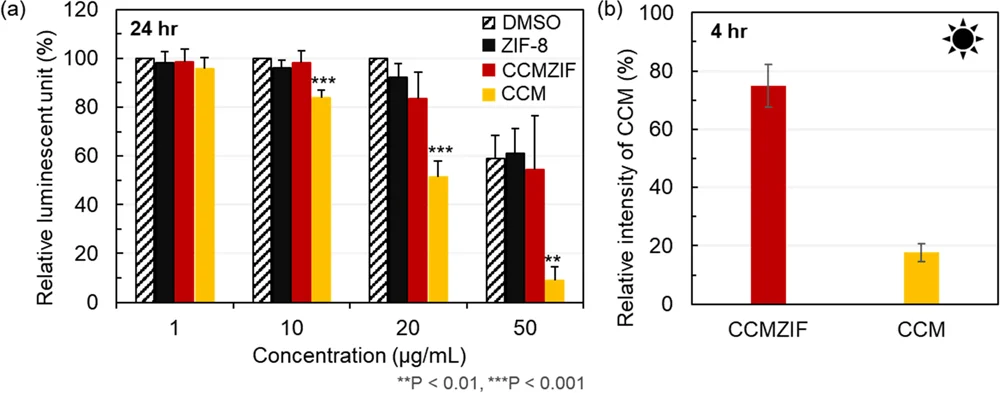 (a)
Relative luminescent unit (%)
120
100
80
60
40
20
0
24 hr
DMSO
ZIF-8
CCMZIF
CCM
***
***
**
1 10 20 50
Concentration (µg/mL)
**P < 0.01, ***P < 0.001
(b)
Relative intensity of CCM (%)
100
80
60
40
20
0
4 hr
CCMZIF CCM